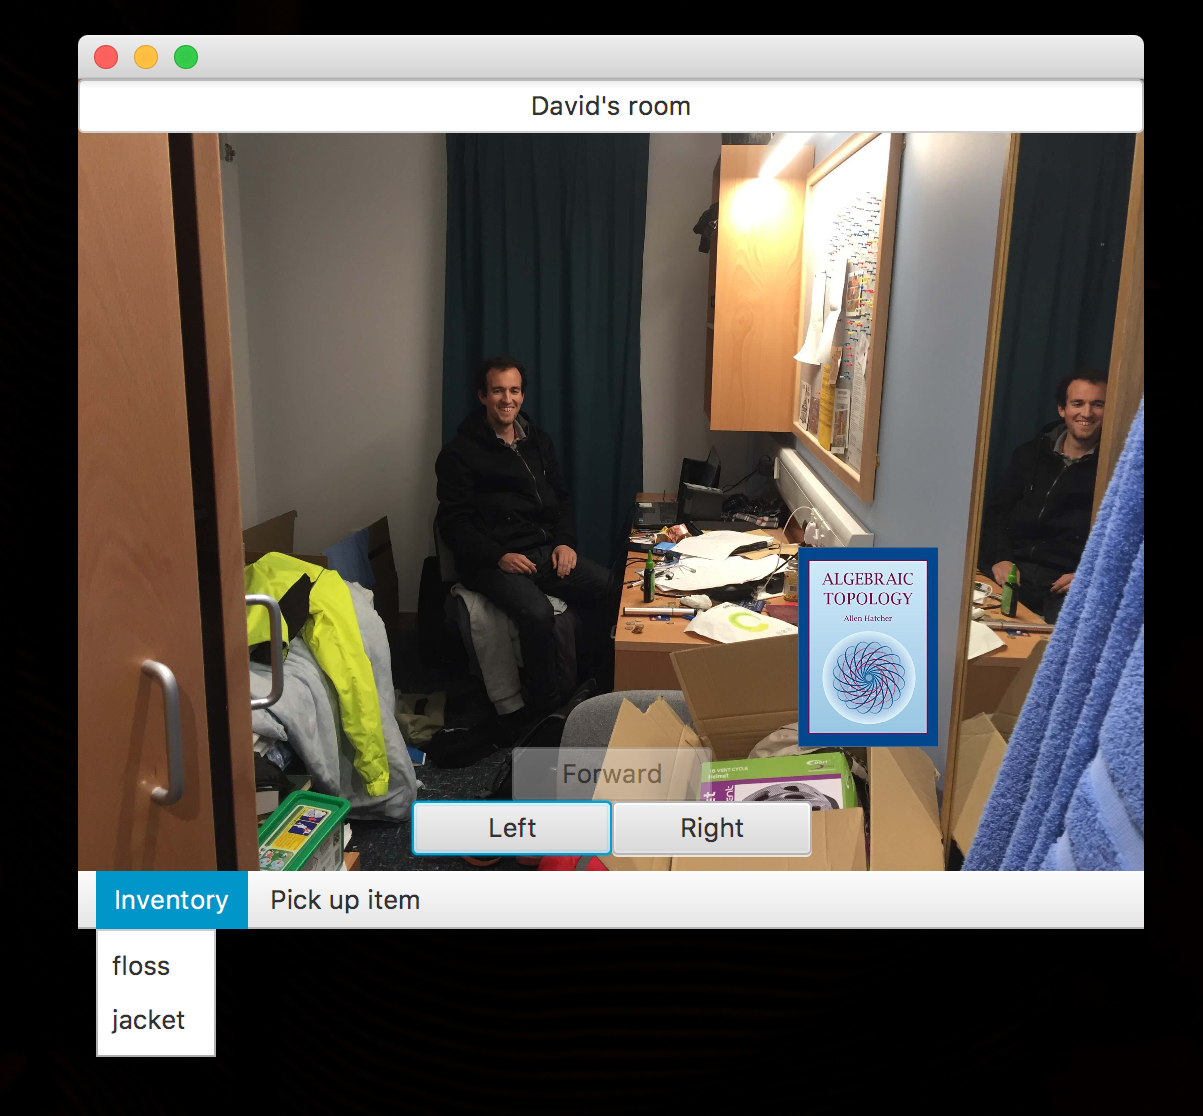 David's room
ALGEBRAIC
TOPOLOGY
Allen Hatcher
Forward
Left
Right
Inventory
Pick up item
floss
jacket